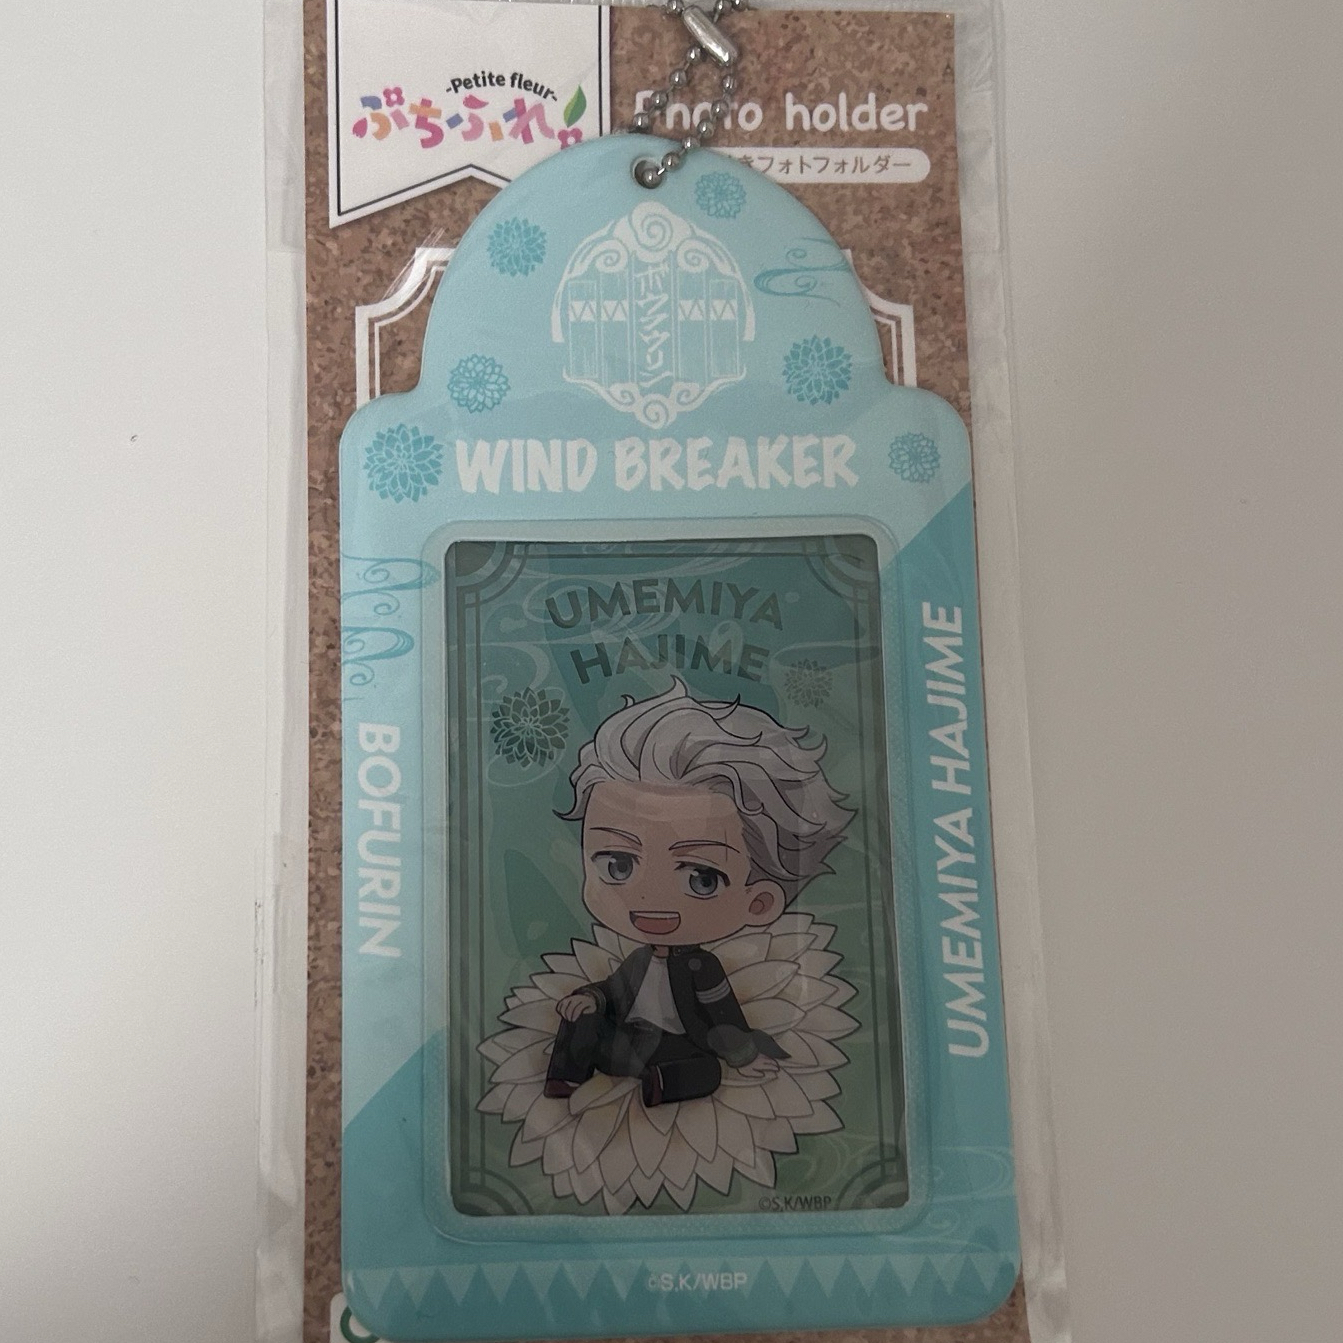 -Petite fleur-
ぷちふれ
Photo holder
きフォトフォルダー
ボウフウリン
WIND BREAKER
UMEMIYA
HAJIME
BOFURIN
UMEMIYA HAJIME
©S.K/WBP
©S.K/WBP